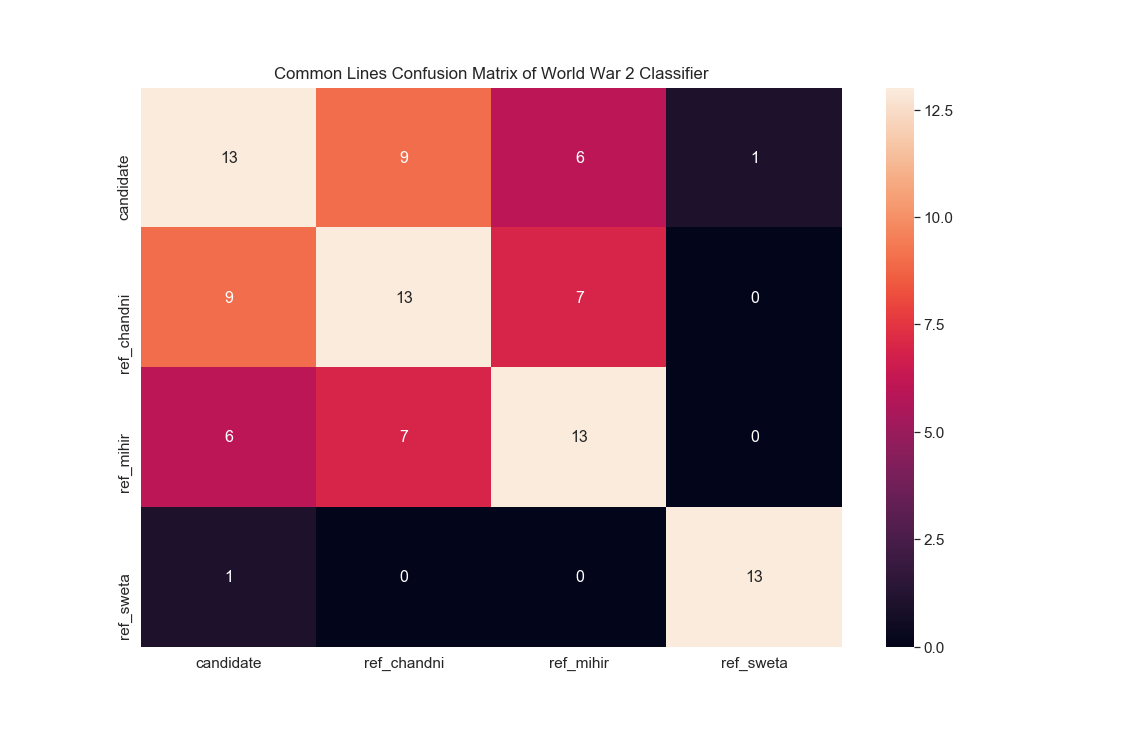 Common Lines Confusion Matrix of World War 2 Classifier
candidate
13 9 6 1
ref_chandni
9 13 7 0
ref_mihir
6 7 13 0
ref_sweta
1 0 0 13
candidate ref_chandni ref_mihir ref_sweta
12.5
10.0
7.5
5.0
2.5
0.0